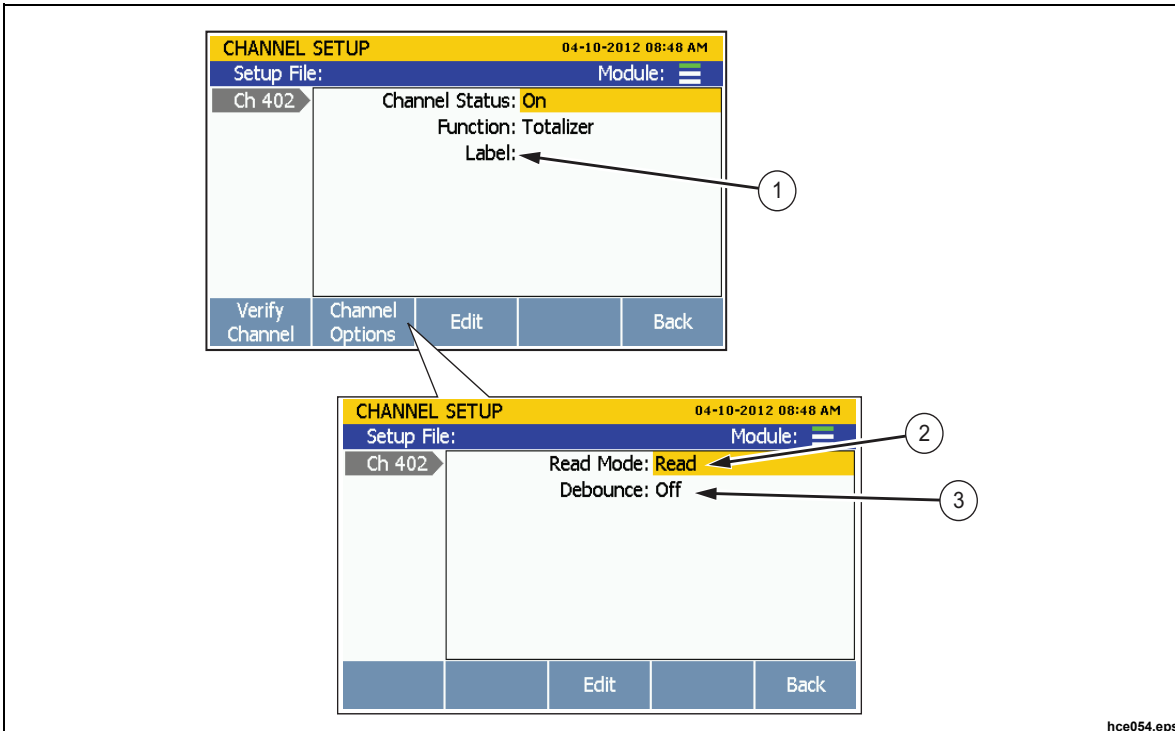 CHANNEL SETUP 04-10-2012 08:48 AM
Setup File: Module:
Ch 402 Channel Status: On
Function: Totalizer
Label:
1
Verify Channel Channel Options Edit Back
CHANNEL SETUP 04-10-2012 08:48 AM
Setup File: Module:
2
Ch 402 Read Mode: Read
Debounce: Off
3
Edit Back
hce054.eps